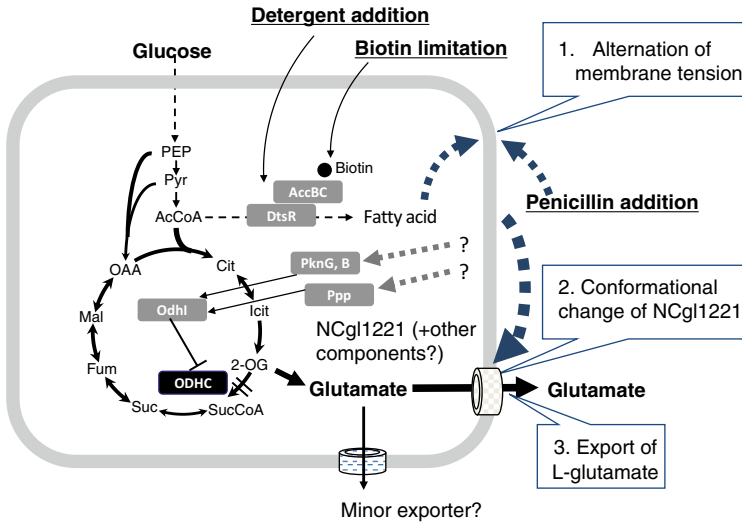 Detergent addition
Biotin limitation
Glucose
1. Alternation of
membrane tension
PEP
Pyr
AcCoA
Biotin
AccBC
DtsR
Fatty acid
Penicillin addition
OAA
Cit
PknG, B
?
Ppp
?
OdhI
Icit
Mal
NCgl1221 (+other
components?)
2. Conformational
change of NCgl1221
Fum
2-OG
ODHC
Glutamate
Glutamate
Suc
SucCoA
3. Export of
L-glutamate
Minor exporter?